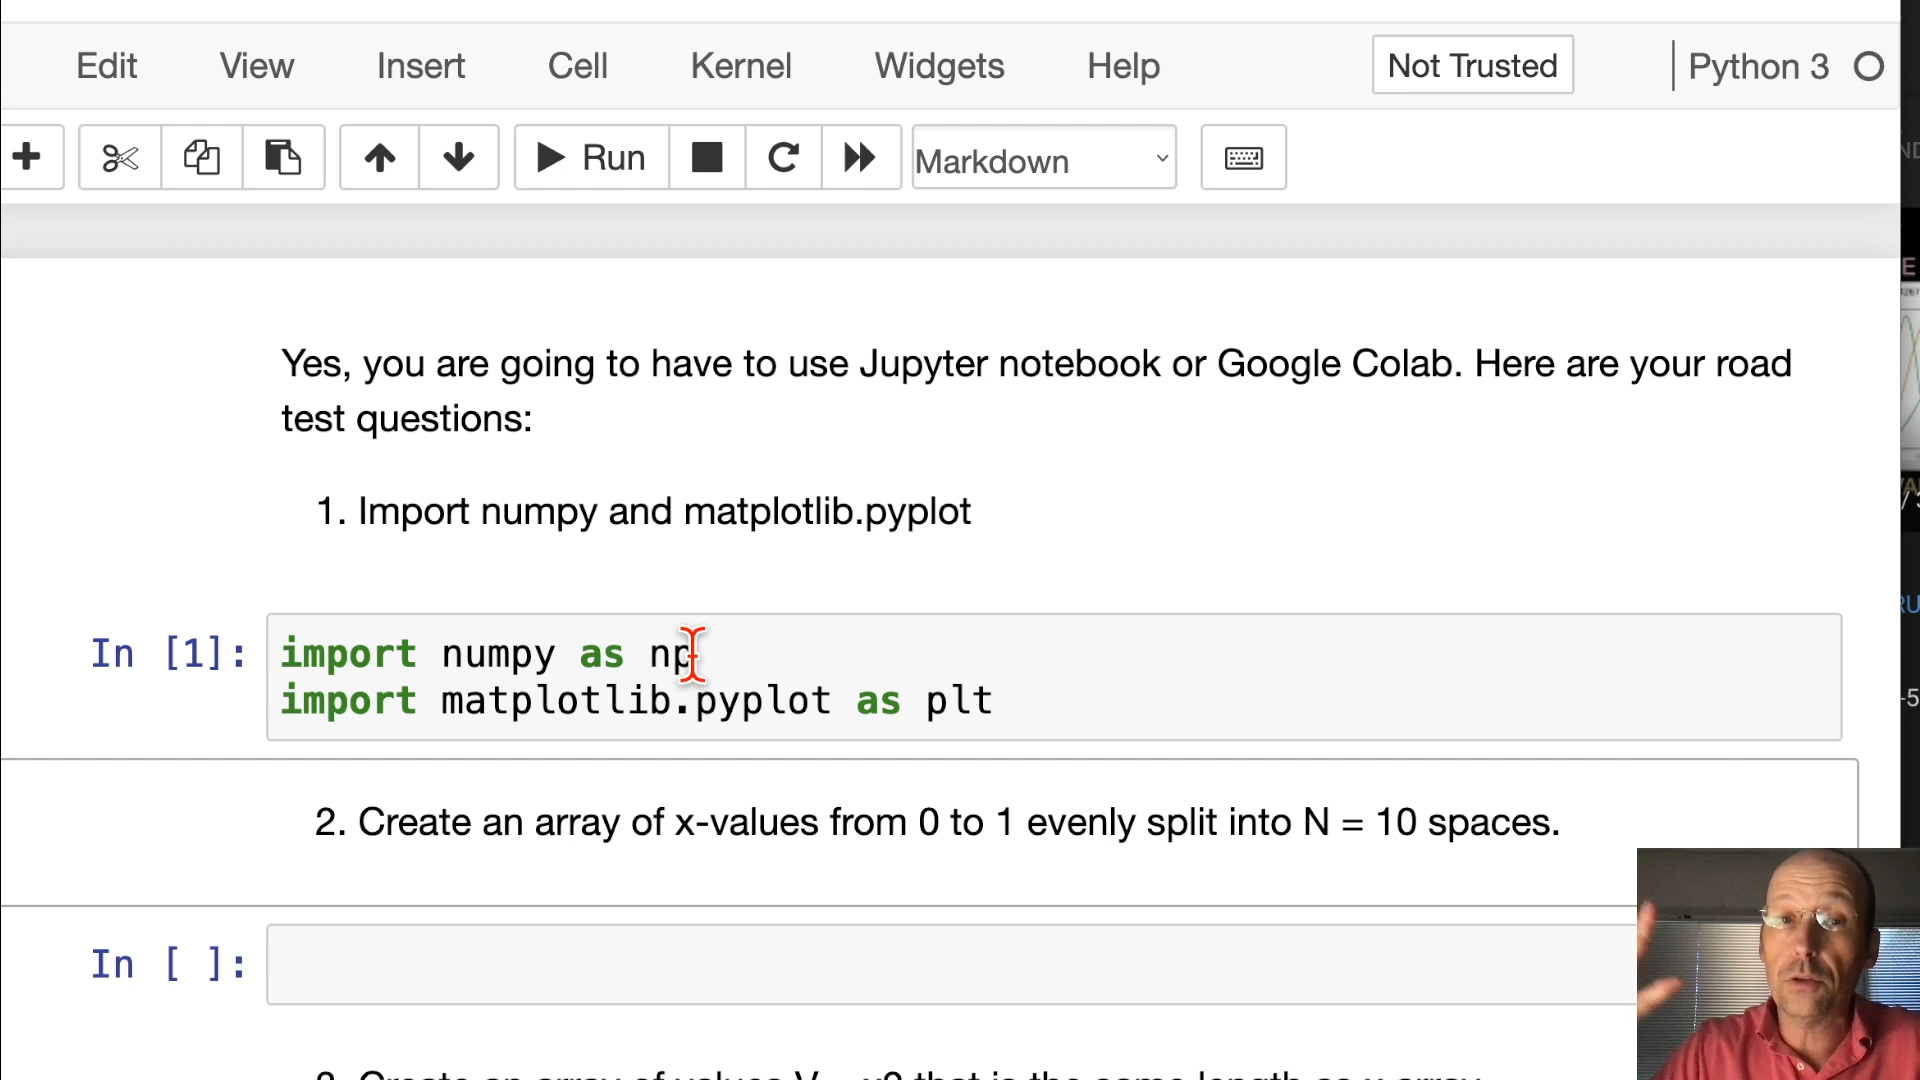 Edit View Insert Cell Kernel Widgets Help Not Trusted Python 3
Run Markdown
Yes, you are going to have to use Jupyter notebook or Google Colab. Here are your road
test questions:
1. Import numpy and matplotlib.pyplot
In [1]: import numpy as np
import matplotlib.pyplot as plt
2. Create an array of x-values from 0 to 1 evenly split into N = 10 spaces.
In [ ]: